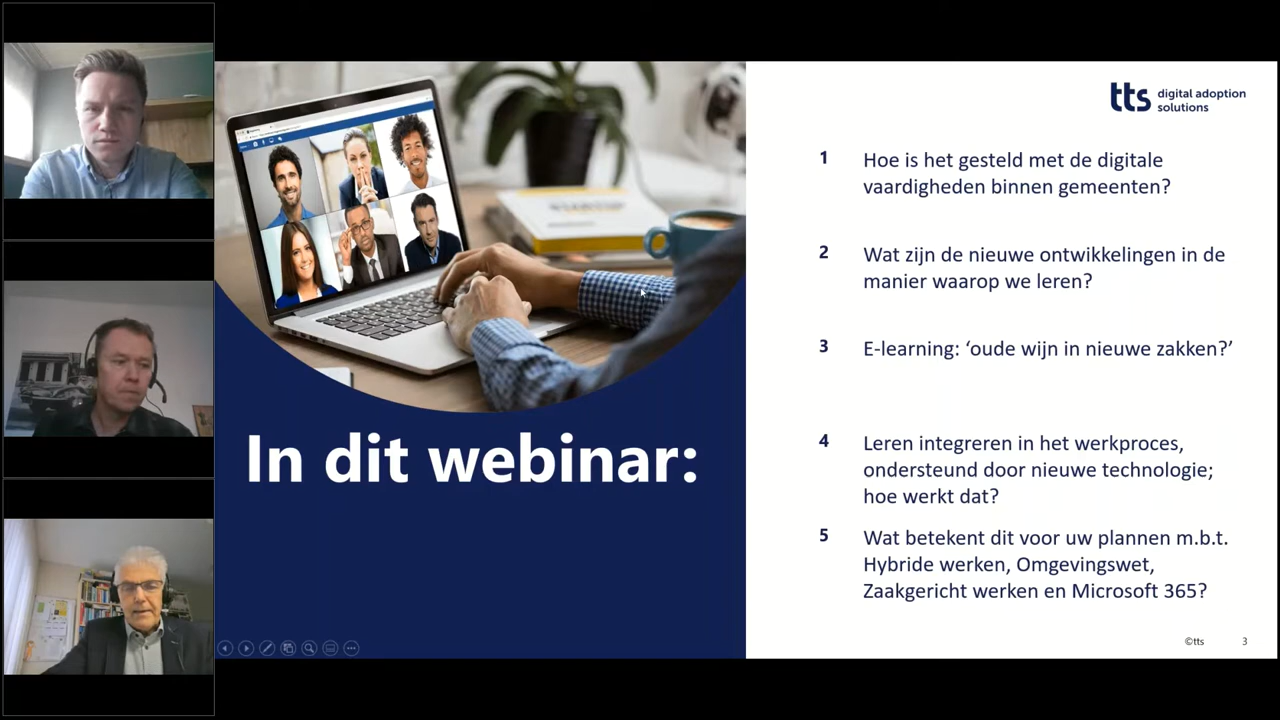 In dit webinar:
tts digital adoption
solutions
1 Hoe is het gesteld met de digitale
vaardigheden binnen gemeenten?
2 Wat zijn de nieuwe ontwikkelingen in de
manier waarop we leren?
3 E-learning: ‘oude wijn in nieuwe zakken?’
4 Leren integreren in het werkproces,
ondersteund door nieuwe technologie;
hoe werkt dat?
5 Wat betekent dit voor uw plannen m.b.t.
Hybride werken, Omgevingswet,
Zaakgericht werken en Microsoft 365?
©tts 3